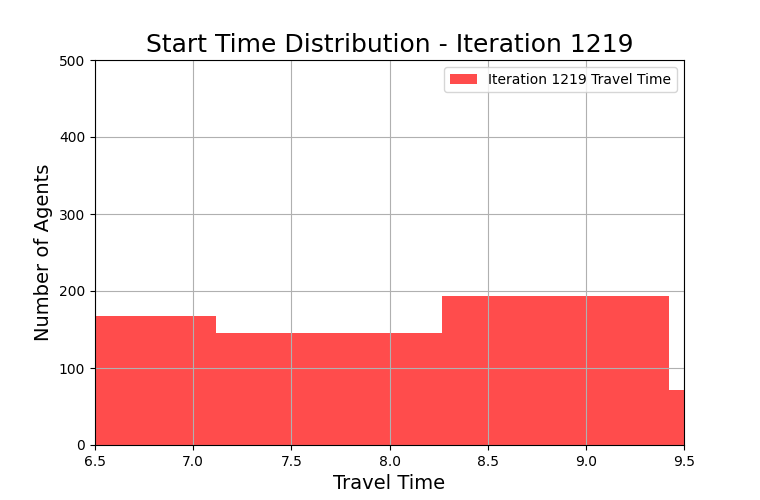 Start Time Distribution - Iteration 1219
Iteration 1219 Travel Time
Number of Agents
500
400
300
200
100
0
6.5 7.0 7.5 8.0 8.5 9.0 9.5
Travel Time